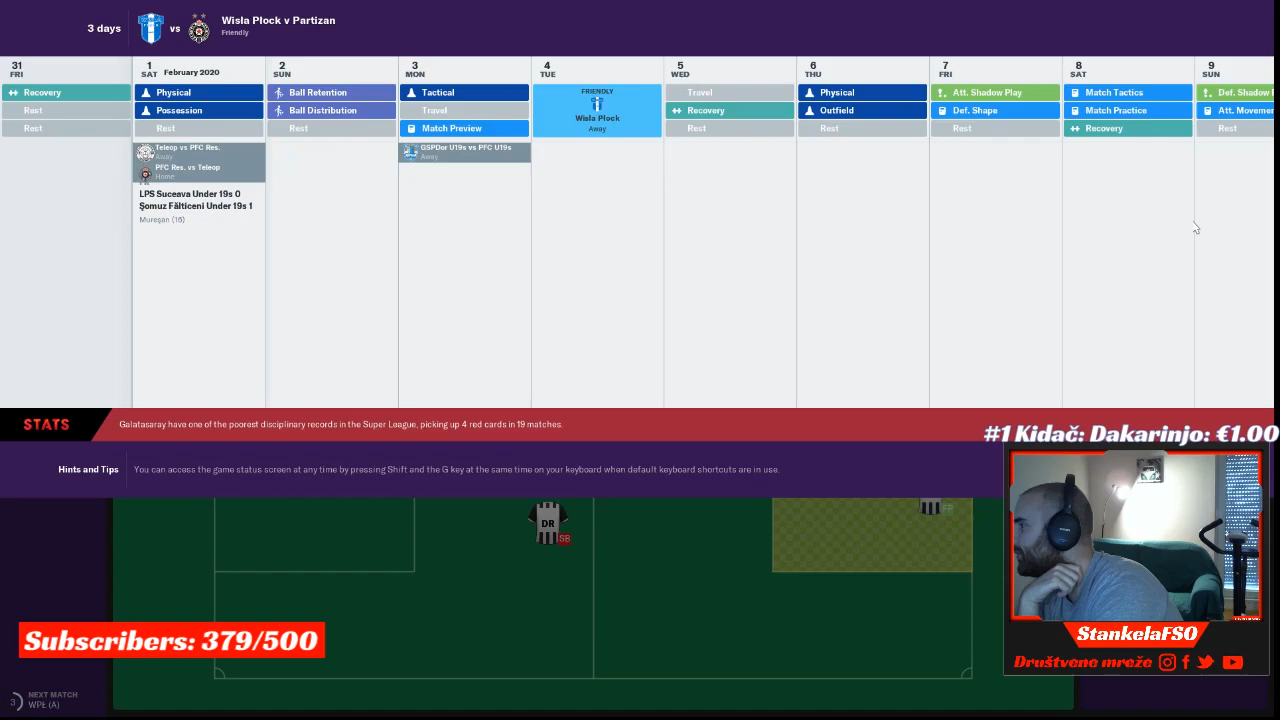 3 days
vs
Wisla Plock v Partizan
Friendly
31
FRI
1
SAT February 2020
2
SUN
3
MON
4
TUE
5
WED
6
THU
7
FRI
8
SAT
9
SUN
Recovery
Rest
Rest
Physical
Possession
Rest
Ball Retention
Ball Distribution
Rest
Tactical
Travel
Match Preview
FRIENDLY
Wisla Plock
Away
Travel
Recovery
Rest
Physical
Outfield
Rest
Att. Shadow Play
Def. Shape
Rest
Match Tactics
Match Practice
Recovery
Def. Shadow
Att. Movemen
Rest
Teleop vs PFC Res.
Away
PFC Res. vs Teleop
Home
LPS Suceava Under 19s 0
Şomuz Fălticeni Under 19s 1
Mureşan (16)
GSPDor U19s vs PFC U19s
Away
STATS
Galatasaray have one of the poorest disciplinary records in the Super League, picking up 4 red cards in 19 matches.
#1 Kidač: Dakarinjo: €1.00
Hints and Tips
You can access the game status screen at any time by pressing Shift and the G key at the same time on your keyboard when default keyboard shortcuts are in use.
DR
SB
Subscribers: 379/500
StankelaFSO
Društvene mreže
3
NEXT MATCH
WPŁ (A)